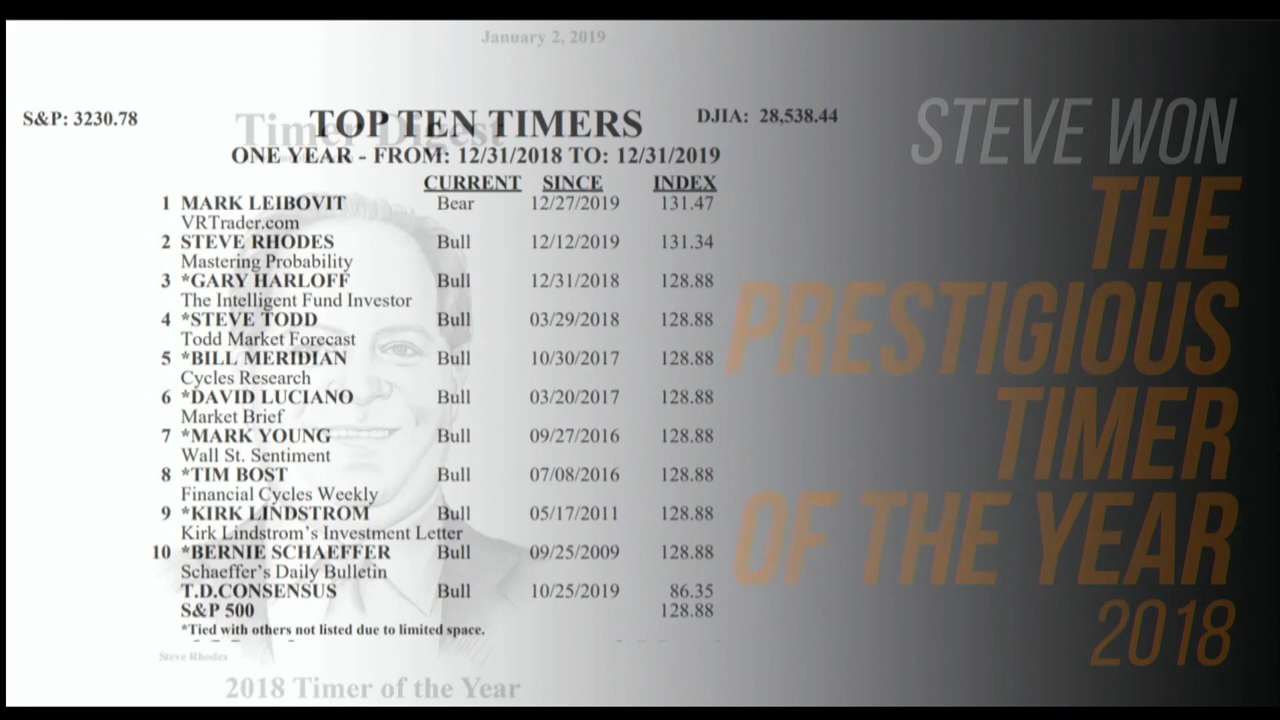 January 2, 2019
S&P: 3230.78
Timer Digest
TOP TEN TIMERS
DJIA: 28,538.44
ONE YEAR - FROM: 12/31/2018 TO: 12/31/2019
CURRENT SINCE INDEX
1 MARK LEIBOVIT Bear 12/27/2019 131.47
VRTrader.com
2 STEVE RHODES Bull 12/12/2019 131.34
Mastering Probability
3 *GARY HARLOFF Bull 12/31/2018 128.88
The Intelligent Fund Investor
4 *STEVE TODD Bull 03/29/2018 128.88
Todd Market Forecast
5 *BILL MERIDIAN Bull 10/30/2017 128.88
Cycles Research
6 *DAVID LUCIANO Bull 03/20/2017 128.88
Market Brief
7 *MARK YOUNG Bull 09/27/2016 128.88
Wall St. Sentiment
8 *TIM BOST Bull 07/08/2016 128.88
Financial Cycles Weekly
9 *KIRK LINDSTROM Bull 05/17/2011 128.88
Kirk Lindstrom's Investment Letter
10 *BERNIE SCHAEFFER Bull 09/25/2009 128.88
Schaeffer's Daily Bulletin
T.D.CONSENSUS Bull 10/25/2019 86.35
S&P 500 128.88
*Tied with others not listed due to limited space.
Steve Rhodes
2018 Timer of the Year
STEVE WON
THE
PRESTIGIOUS
TIMER
OF THE YEAR
2018